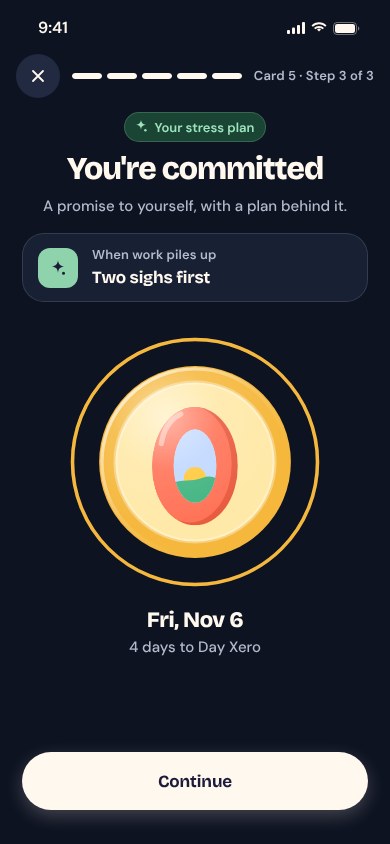 9:41
Card 5 · Step 3 of 3
Your stress plan
You're committed
A promise to yourself, with a plan behind it.
When work piles up
Two sighs first
Fri, Nov 6
4 days to Day Xero
Continue